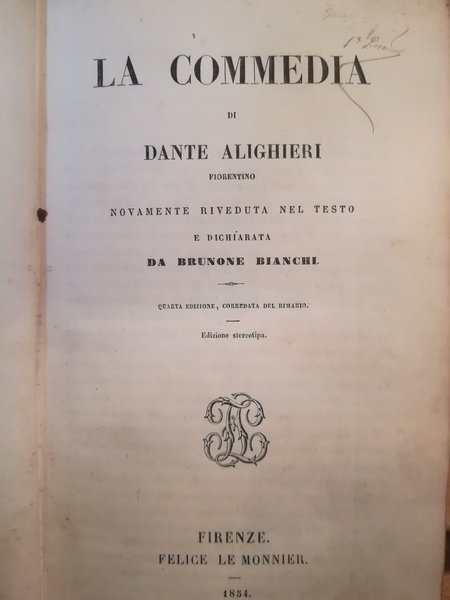 LA COMMEDIA
DI
DANTE ALIGHIERI
FIORENTINO
NOVAMENTE RIVEDUTA NEL TESTO
E DICHIARATA
DA BRUNONE BIANCHI.
QUARTA EDIZIONE, CORREDATA DEL RIMARIO.
Edizione stereotipa.
FIRENZE.
FELICE LE MONNIER.
1854.